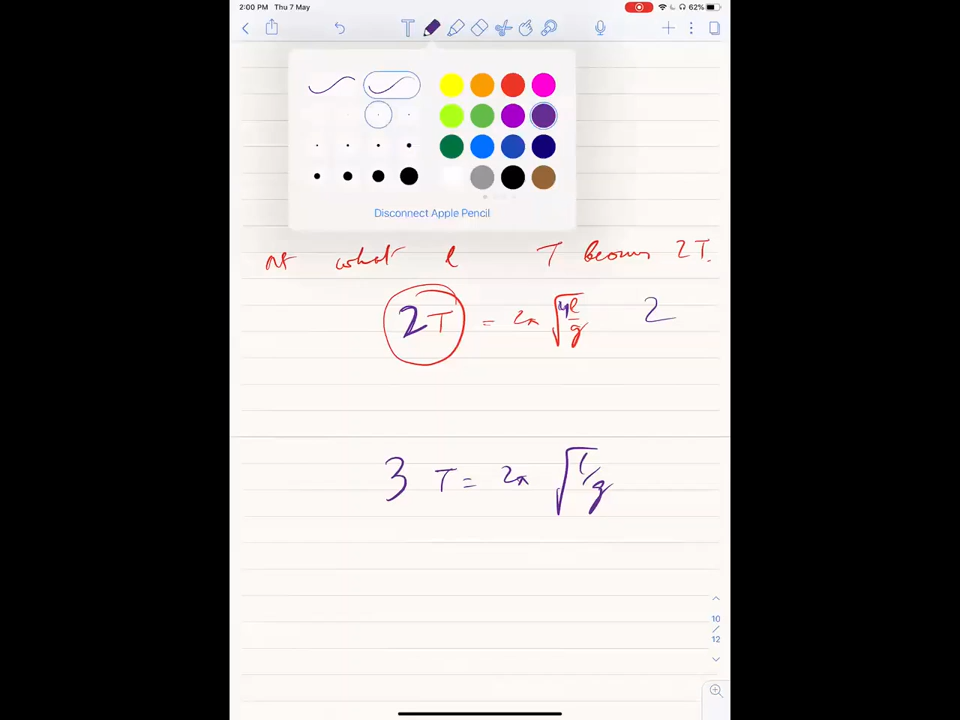 2:00 PM Thu 7 May 62%
T
Disconnect Apple Pencil
At what l T becomes 2T.
2T = 2π √4l/g 2
3 T = 2π √l/g
10
/
12